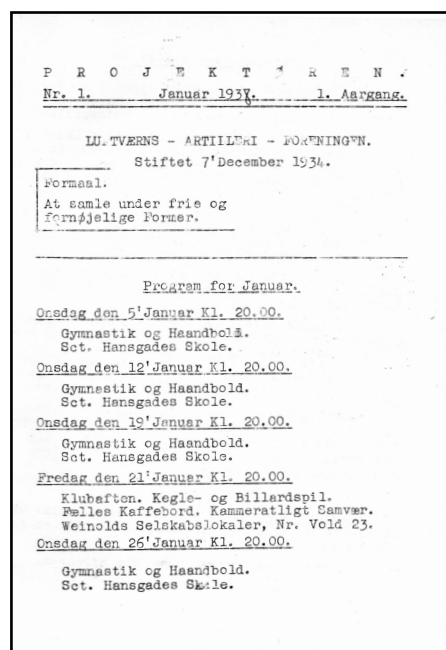 P R O J E K T Ø R E N .
Nr. 1. Januar 1938. 1. Aargang.
LUFTVÆRNS - ARTILLERI - FORENINGEN.
Stiftet 7'December 1934.
Formaal.
At samle under frie og
fornøjelige Former.
Program for Januar.
Onsdag den 5'Januar Kl. 20.00.
Gymnastik og Haandbold.
Sct. Hansgades Skole.
Onsdag den 12'Januar Kl. 20.00.
Gymnastik og Haandbold.
Sct. Hansgades Skole.
Onsdag den 19'Januar Kl. 20.00.
Gymnastik og Haandbold.
Sct. Hansgades Skole.
Fredag den 21'Januar Kl. 20.00.
Klubaften. Kegle- og Billardspil.
Fælles Kaffebord. Kammeratligt Samvær.
Weinolds Selskabslokaler, Nr. Vold 23.
Onsdag den 26'Januar Kl. 20.00.
Gymnastik og Haandbold.
Sct. Hansgades Skole.